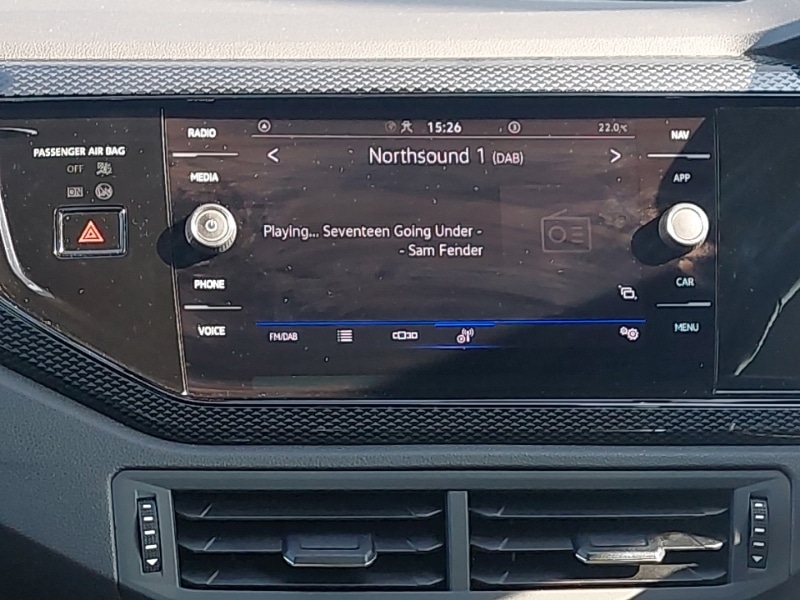 RADIO
15:26
22.0°C
NAV
PASSENGER AIR BAG
Northsound 1 (DAB)
OFF
MEDIA
APP
ON
Playing... Seventeen Going Under -
- Sam Fender
PHONE
CAR
VOICE
FM/DAB
MENU